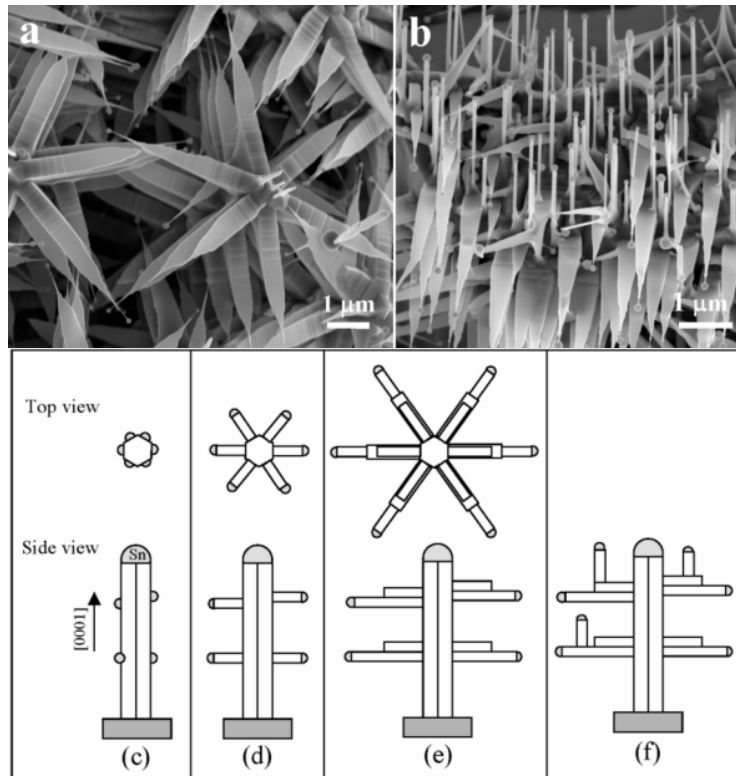 a
b
1 μm
1 μm
Top view
Side view
Sn
[0001]
(c)
(d)
(e)
(f)